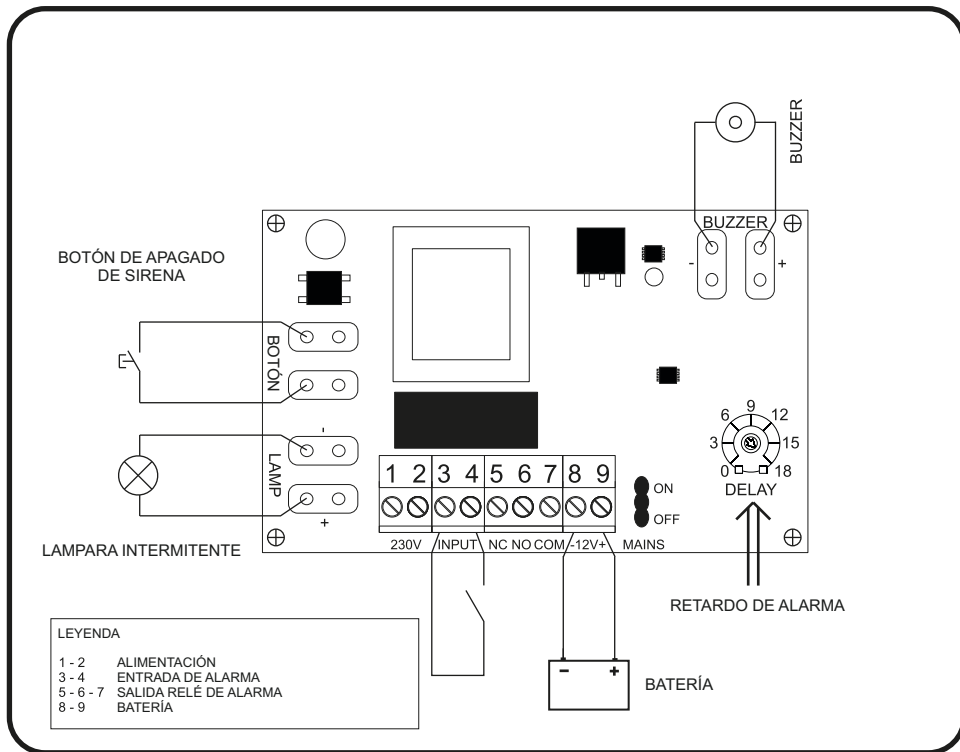 BUZZER
BUZZER
- +
BOTÓN DE APAGADO
DE SIRENA
BOTÓN
-
LAMP
+
LAMPARA INTERMITENTE
1 2 3 4 5 6 7 8 9
230V INPUT NC NO COM -12V+ MAINS
ON
OFF
0 3 6 9 12 15 18
DELAY
RETARDO DE ALARMA
- +
BATERÍA
LEYENDA
1 - 2 ALIMENTACIÓN
3 - 4 ENTRADA DE ALARMA
5 - 6 - 7 SALIDA RELÉ DE ALARMA
8 - 9 BATERÍA